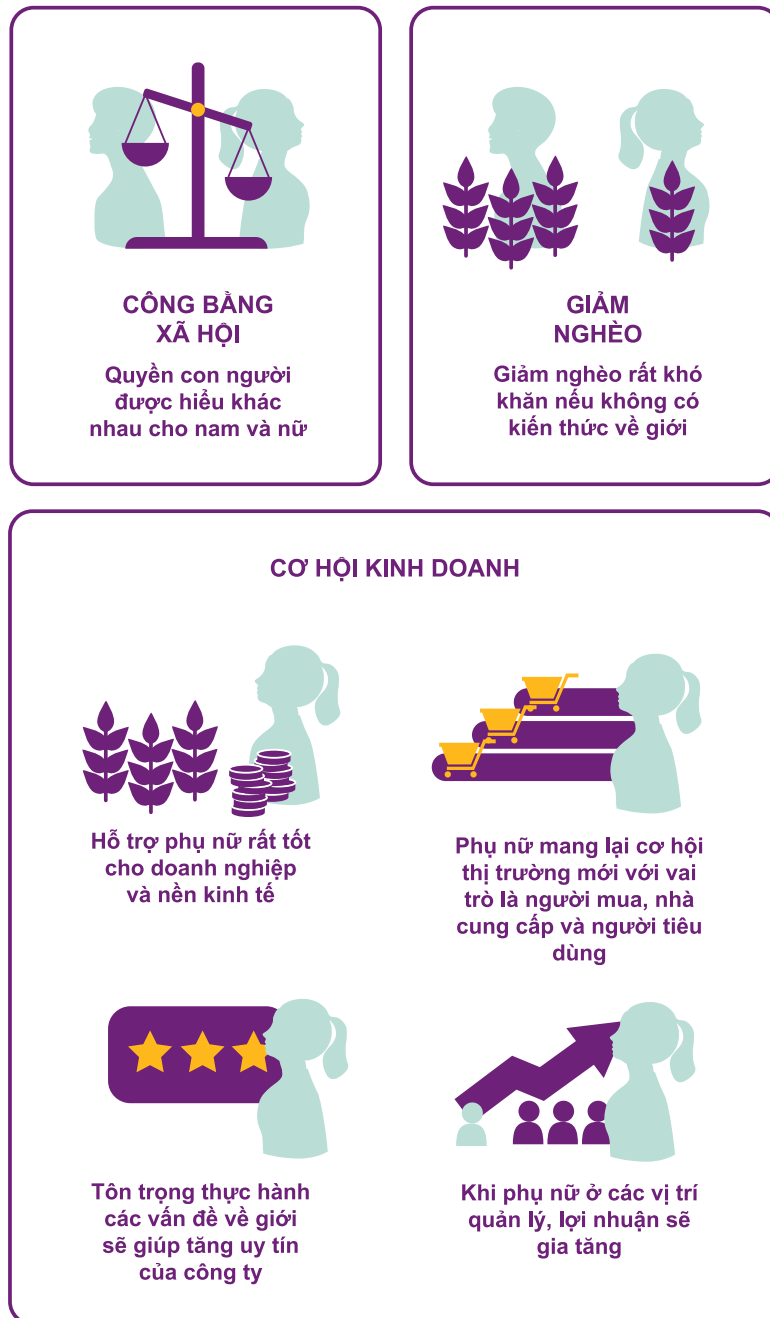 CÔNG BẰNG
XÃ HỘI
Quyền con người
được hiểu khác
nhau cho nam và nữ
GIẢM
NGHÈO
Giảm nghèo rất khó
khăn nếu không có
kiến thức về giới
CƠ HỘI KINH DOANH
Hỗ trợ phụ nữ rất tốt
cho doanh nghiệp
và nền kinh tế
Phụ nữ mang lại cơ hội
thị trường mới với vai
trò là người mua, nhà
cung cấp và người tiêu
dùng
Tôn trọng thực hành
các vấn đề về giới
sẽ giúp tăng uy tín
của công ty
Khi phụ nữ ở các vị trí
quản lý, lợi nhuận sẽ
gia tăng